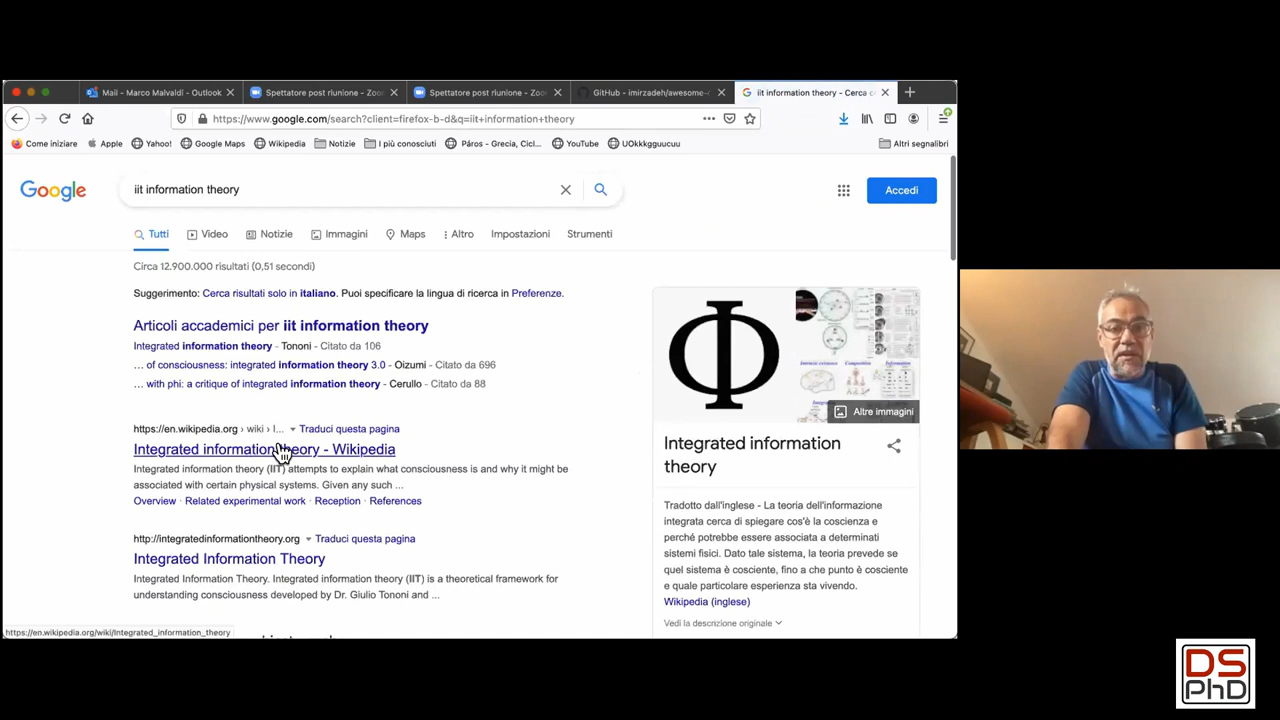 Mail - Marco Malvaldi - Outlook
Spettatore post riunione - Zoo
Spettatore post riunione - Zoo
GitHub - imirzadeh/awesome-
iit information theory - Cerca c
https://www.google.com/search?client=firefox-b-d&q=iit+information+theory
Come iniziare Apple Yahoo! Google Maps Wikipedia Notizie I più conosciuti Páros - Grecia, Cicl... YouTube UOkkkguucuu Altri segnalibri
Google
iit information theory
Accedi
Tutti Video Notizie Immagini Maps Altro Impostazioni Strumenti
Circa 12.900.000 risultati (0,51 secondi)
Suggerimento: Cerca risultati solo in italiano. Puoi specificare la lingua di ricerca in Preferenze.
Articoli accademici per iit information theory
Integrated information theory - Tononi - Citato da 106
... of consciousness: integrated information theory 3.0 - Oizumi - Citato da 696
... with phi: a critique of integrated information theory - Cerullo - Citato da 88
https://en.wikipedia.org › wiki › I... Traduci questa pagina
Integrated information theory - Wikipedia
Integrated information theory (IIT) attempts to explain what consciousness is and why it might be
associated with certain physical systems. Given any such ...
Overview · Related experimental work · Reception · References
http://integratedinformationtheory.org Traduci questa pagina
Integrated Information Theory
Integrated Information Theory. Integrated information theory (IIT) is a theoretical framework for
understanding consciousness developed by Dr. Giulio Tononi and ...
https://en.wikipedia.org/wiki/Integrated_information_theory
Φ
Altre immagini
Integrated information
theory
Tradotto dall'inglese - La teoria dell'informazione
integrata cerca di spiegare cos'è la coscienza e
perché potrebbe essere associata a determinati
sistemi fisici. Dato tale sistema, la teoria prevede se
quel sistema è cosciente, fino a che punto è cosciente
e quale particolare esperienza sta vivendo.
Wikipedia (inglese)
Vedi la descrizione originale
DS
PhD